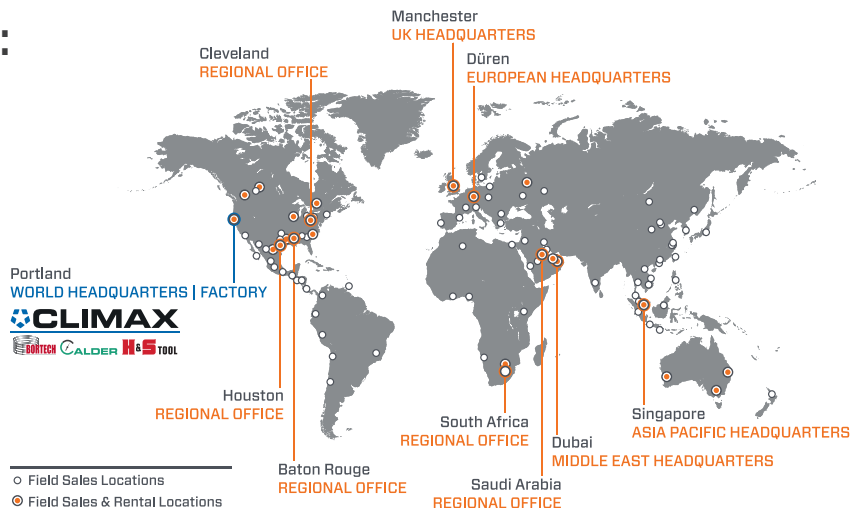 :
Manchester
UK HEADQUARTERS
Cleveland
REGIONAL OFFICE
Düren
EUROPEAN HEADQUARTERS
Portland
WORLD HEADQUARTERS | FACTORY
CLIMAX
BORTECH CALDER H&S TOOL
Houston
REGIONAL OFFICE
South Africa
REGIONAL OFFICE
Singapore
ASIA PACIFIC HEADQUARTERS
Dubai
MIDDLE EAST HEADQUARTERS
Baton Rouge
REGIONAL OFFICE
Saudi Arabia
REGIONAL OFFICE
Field Sales Locations
Field Sales & Rental Locations